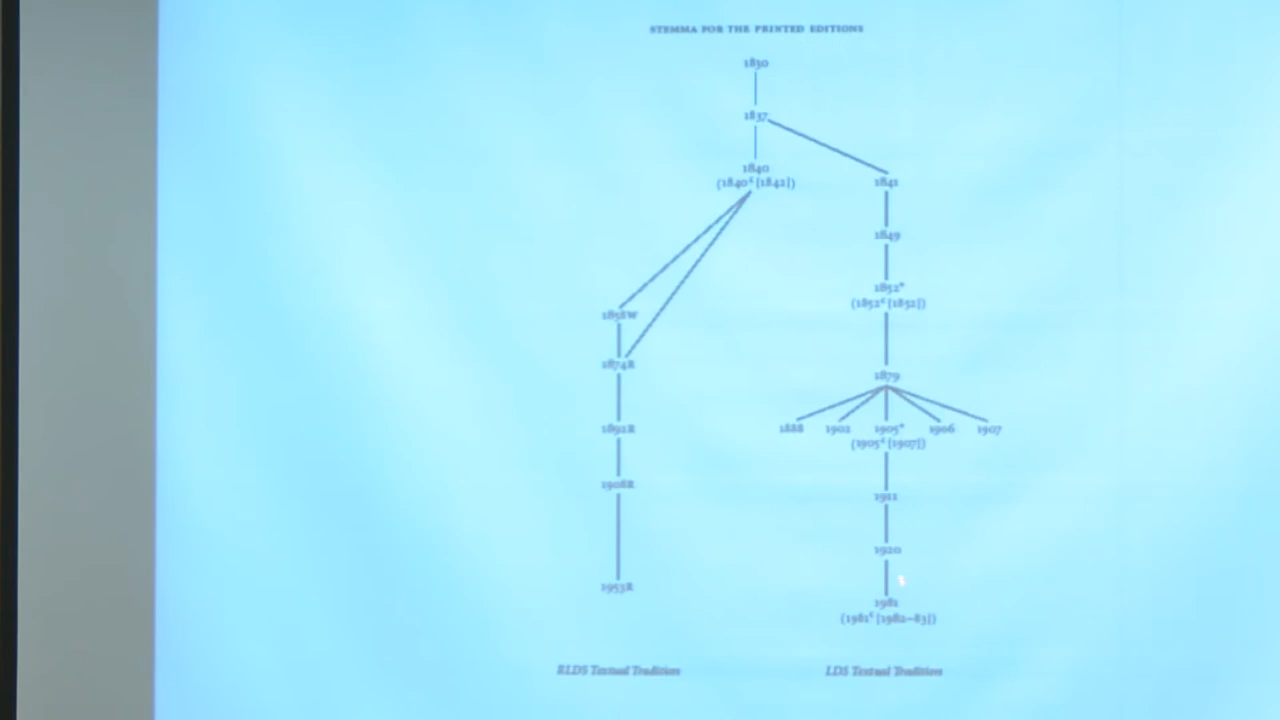 STEMMA FOR THE PRINTED EDITIONS
1830
1837
1840
(1840ᶜ [1842])
1841
1849
1852*
(1852ᶜ [1852])
1858W
1874R
1879
1892R
1888 1902 1905* 1906 1907
(1905ᶜ [1907])
1908R
1911
1920
1953R
1981
(1981ᶜ [1982–83])
RLDS Textual Tradition
LDS Textual Tradition